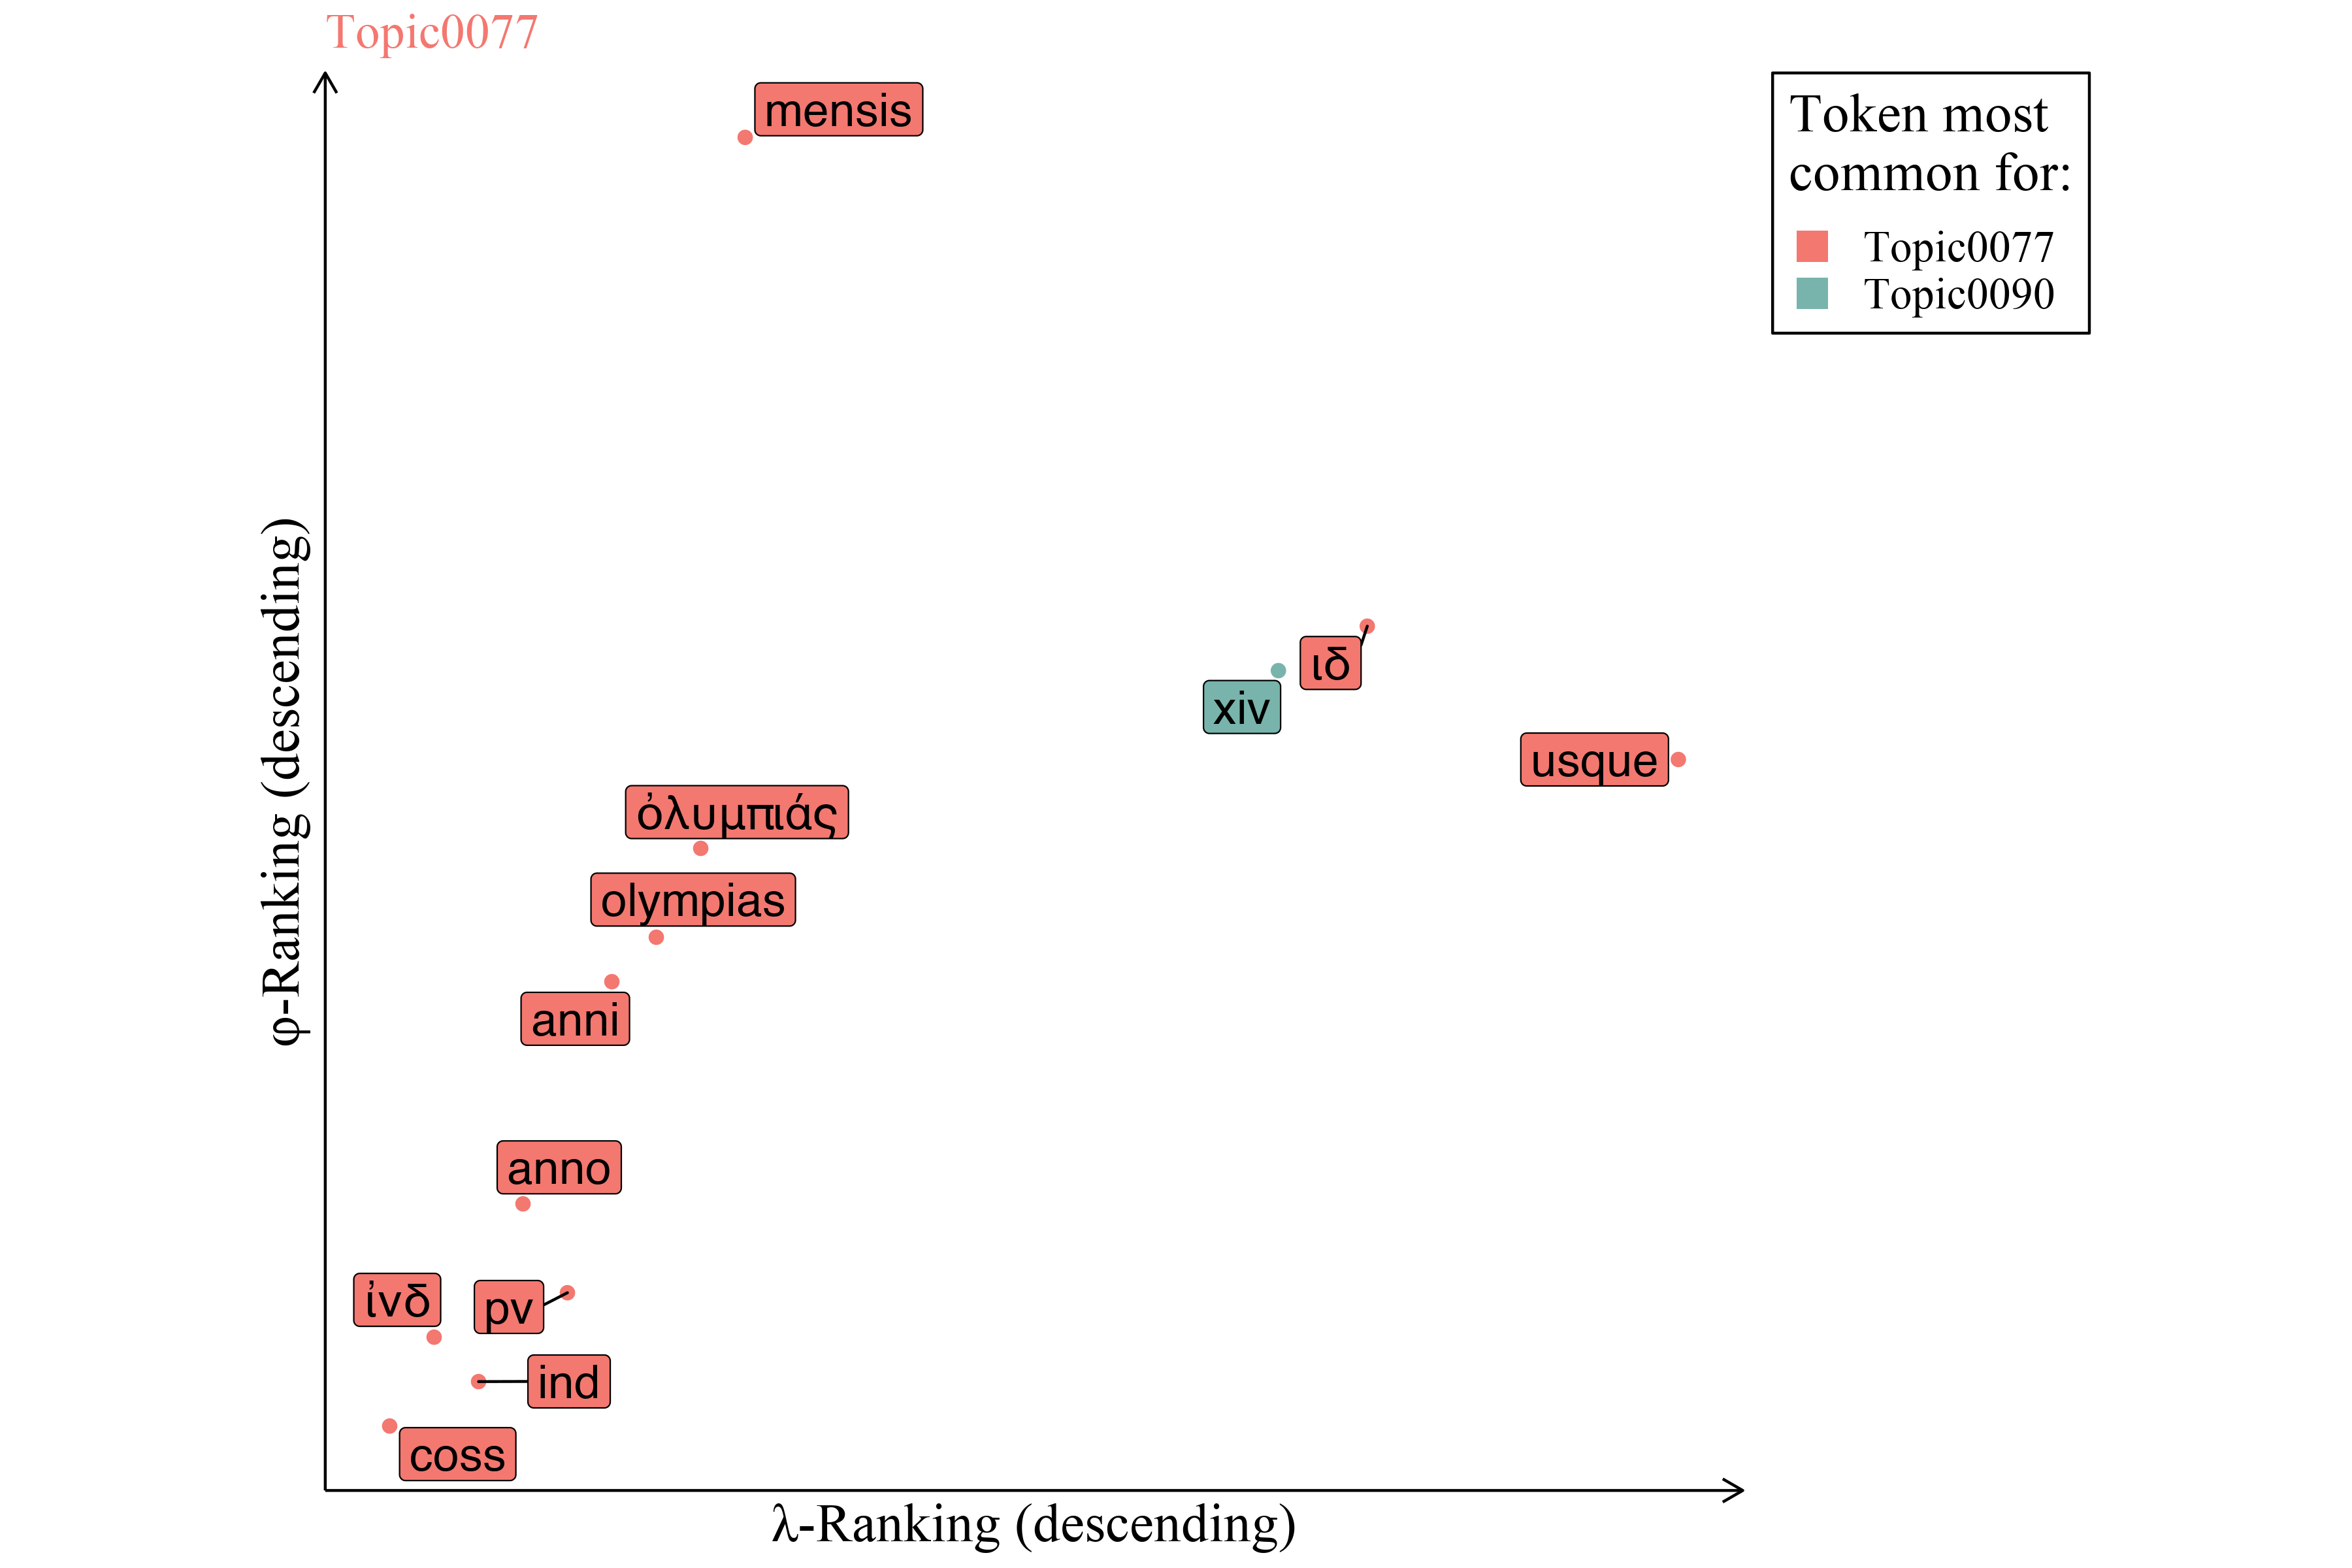 Topic0077
mensis
Token most
common for:
Topic0077
Topic0090
ιδ
xiv
usque
ὀλυμπιάς
olympias
anni
anno
ἰνδ
pv
ind
coss
φ-Ranking (descending)
λ-Ranking (descending)